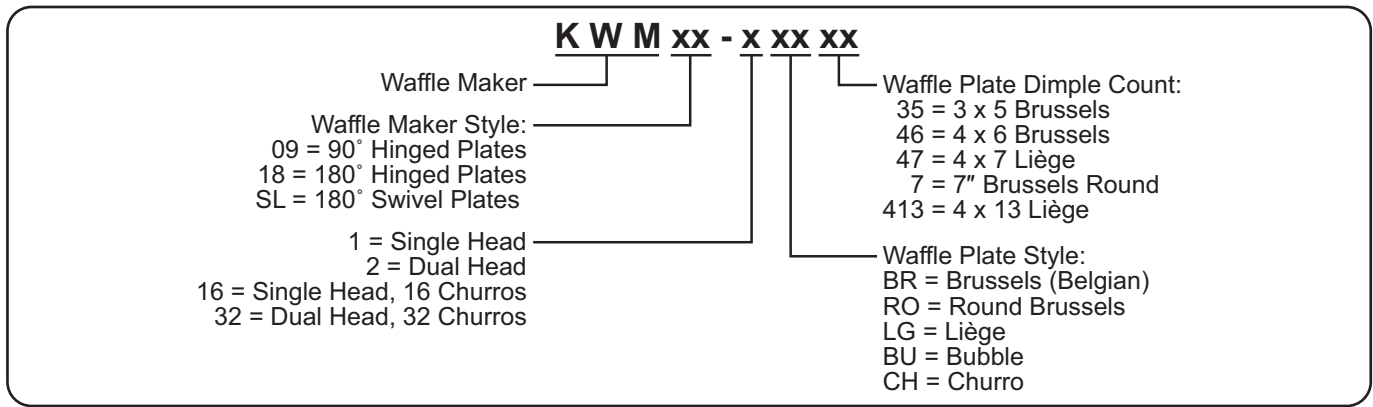 K W M xx - x xx xx
Waffle Maker
Waffle Maker Style:
09 = 90˚ Hinged Plates
18 = 180˚ Hinged Plates
SL = 180˚ Swivel Plates
1 = Single Head
2 = Dual Head
16 = Single Head, 16 Churros
32 = Dual Head, 32 Churros
Waffle Plate Dimple Count:
35 = 3 x 5 Brussels
46 = 4 x 6 Brussels
47 = 4 x 7 Liège
7 = 7″ Brussels Round
413 = 4 x 13 Liège
Waffle Plate Style:
BR = Brussels (Belgian)
RO = Round Brussels
LG = Liège
BU = Bubble
CH = Churro